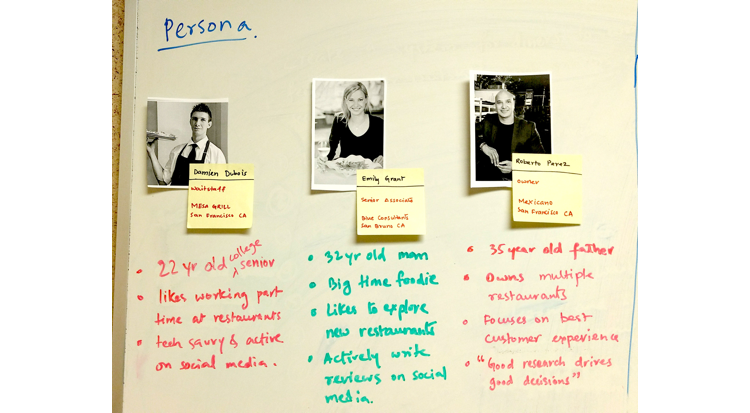 Persona.
Damien Dubois
Waitstaff
MESA GRILL
San Francisco CA
• 22 yr old college senior
• likes working part
time at restaurants
• tech savvy & active
on social media.
Emily Grant
Senior Associate
Blue Consultants
San Bruno CA
• 32 yr old mom
• Big time foodie
• Likes to explore
new restaurants
• Actively write
reviews on social
media.
Roberto Perez
Owner
Mexicano
San Francisco CA
• 35 year old father
• Owns multiple
restaurants
• Focuses on best
customer experience
• "Good research drives
good decisions"